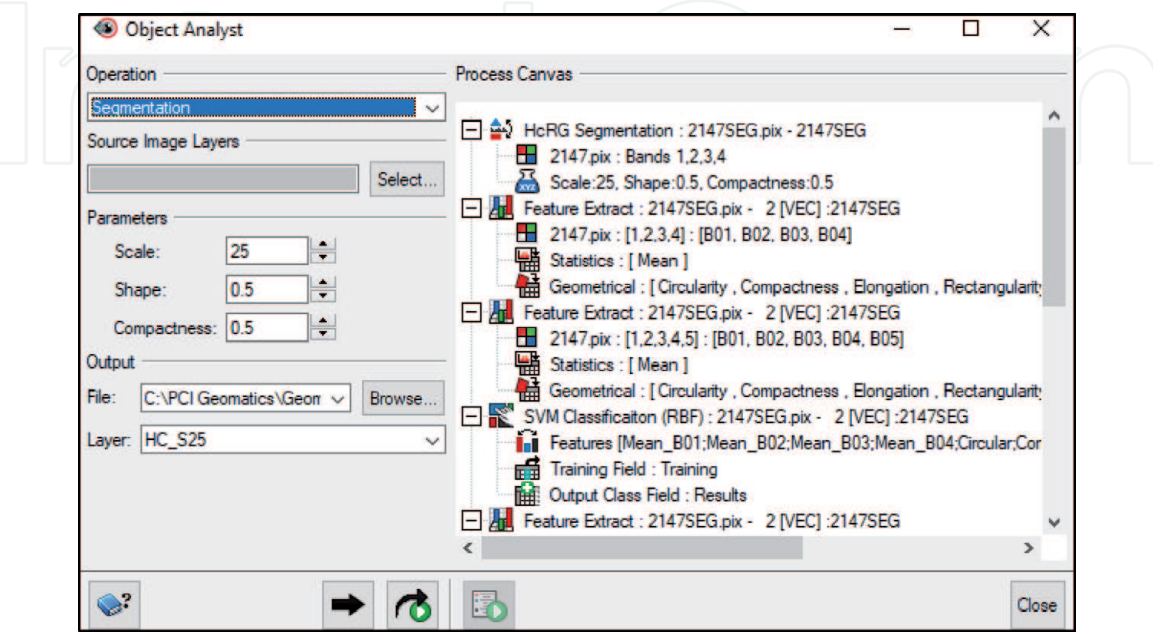 Object Analyst
Operation
Segmentation
Source Image Layers
Select...
Parameters
Scale: 25
Shape: 0.5
Compactness: 0.5
Output
File: C:\PCI Geomatics\Geom Browse...
Layer: HC_S25
Process Canvas
HcRG Segmentation : 2147SEG.pix - 2147SEG
2147.pix : Bands 1,2,3,4
XYZ Scale:25, Shape:0.5, Compactness:0.5
Feature Extract : 2147SEG.pix - 2 [VEC] :2147SEG
2147.pix : [1,2,3,4] : [B01, B02, B03, B04]
Statistics : [ Mean ]
Geometrical : [ Circularity , Compactness , Elongation , Rectangularity
Feature Extract : 2147SEG.pix - 2 [VEC] :2147SEG
2147.pix : [1,2,3,4,5] : [B01, B02, B03, B04, B05]
Statistics : [ Mean ]
Geometrical : [ Circularity , Compactness , Elongation , Rectangularity
SVM Classificaiton (RBF) : 2147SEG.pix - 2 [VEC] :2147SEG
Features [Mean_B01;Mean_B02;Mean_B03;Mean_B04;Circular;Cor
Training Field : Training
Output Class Field : Results
Feature Extract : 2147SEG.pix - 2 [VEC] :2147SEG
?
Close